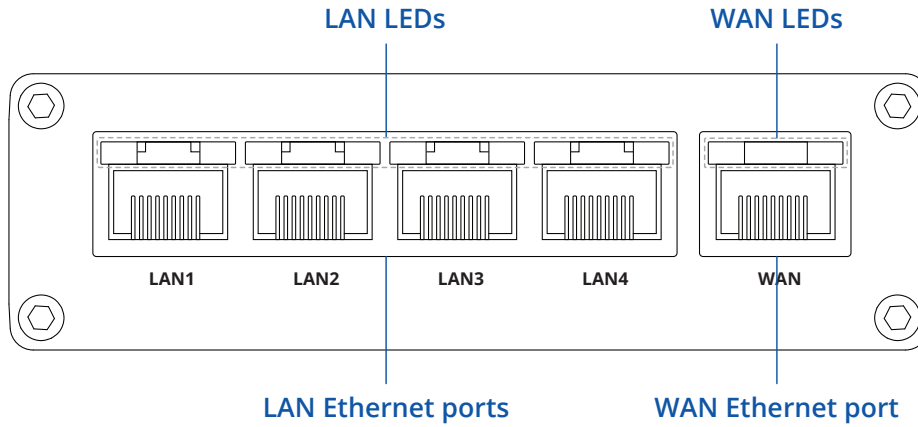 LAN LEDs WAN LEDs
LAN1 LAN2 LAN3 LAN4 WAN
LAN Ethernet ports WAN Ethernet port